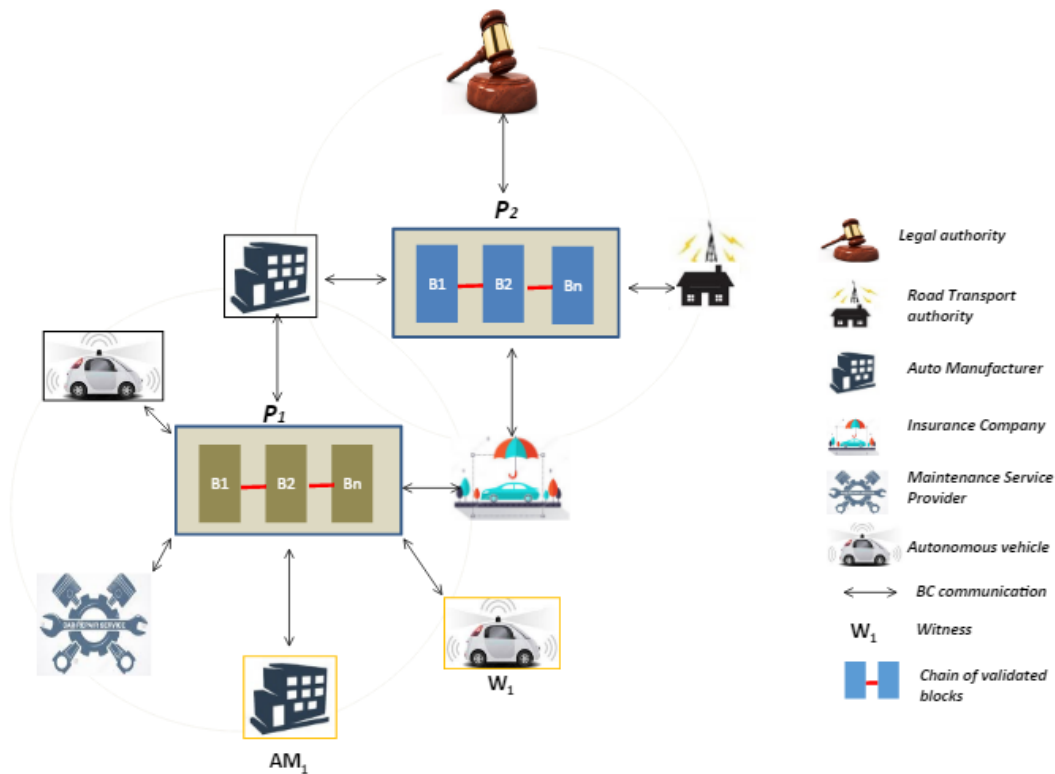 P2
B1 B2 Bn
P1
B1 B2 Bn
W1
AM1
Legal authority
Road Transport
authority
Auto Manufacturer
Insurance Company
Maintenance Service
Provider
Autonomous vehicle
BC communication
W1 Witness
Chain of validated
blocks